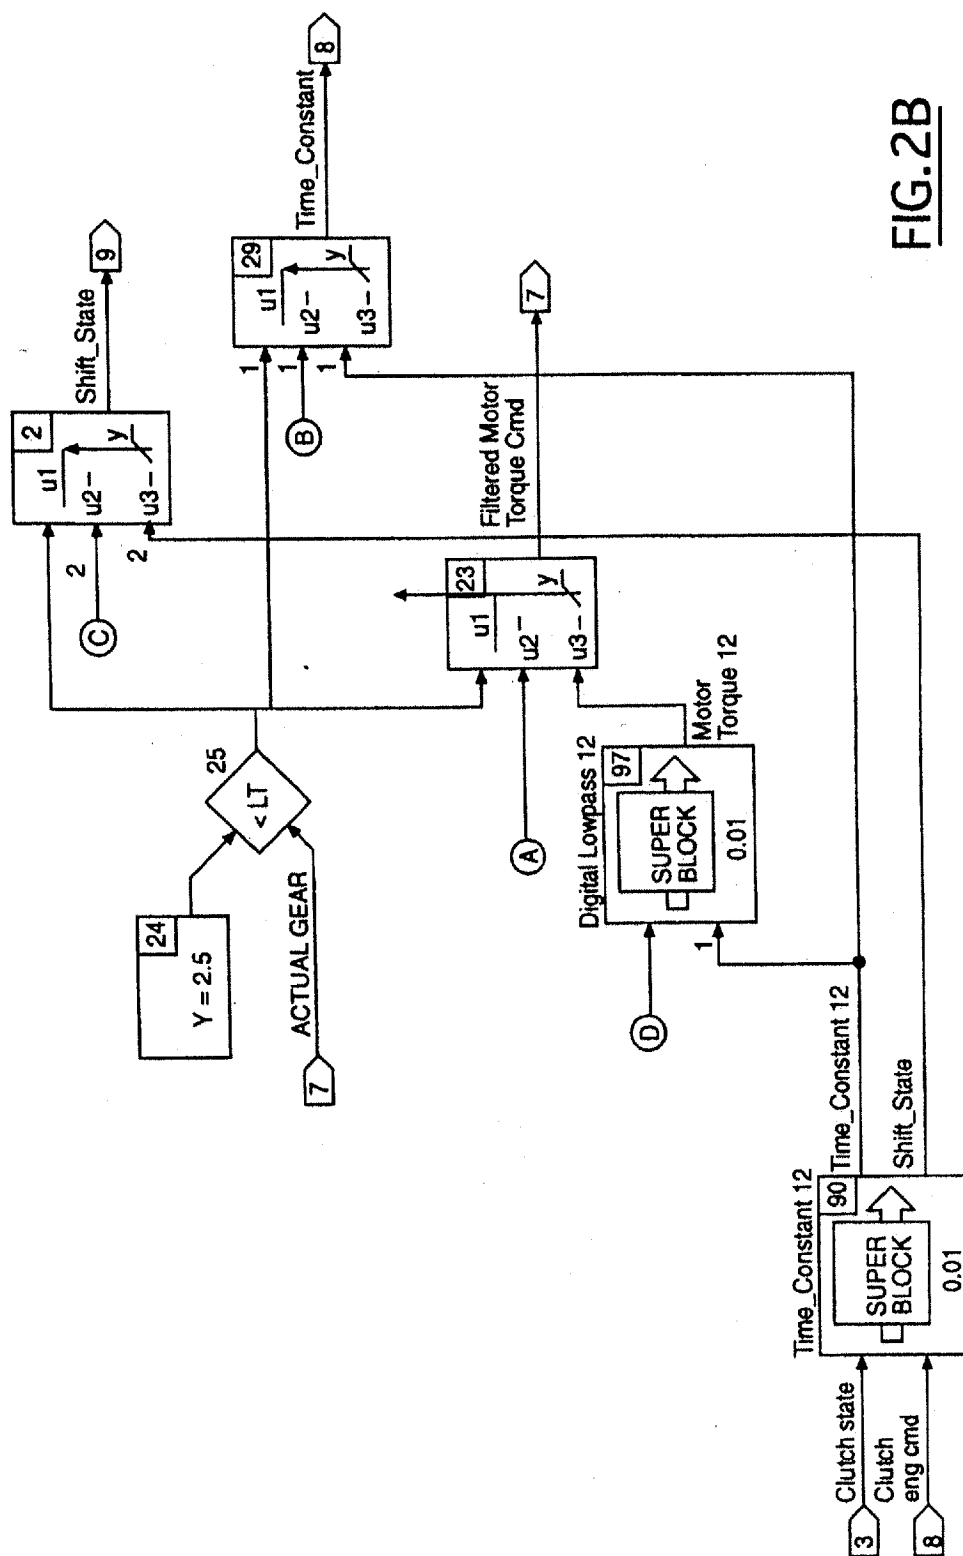 Shift_State
9
2
u1
u2
u3
y
2
2
C
Time_Constant
8
29
u1
u2
u3
y
1
1
1
B
24
Y = 2.5
25
< LT
ACTUAL GEAR
7
Filtered Motor
Torque Cmd
7
23
u1
u2
u3
y
A
Digital Lowpass 12
97
SUPER
BLOCK
0.01
Motor
Torque 12
D
1
Time_Constant 12
90
SUPER
BLOCK
0.01
Time_Constant 12
Shift_State
3
Clutch state
8
Clutch
eng cmd
FIG.2B